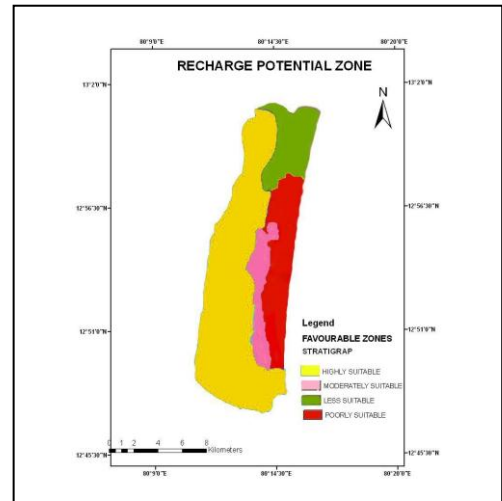 80°9'0"E 80°14'30"E 80°20'0"E
RECHARGE POTENTIAL ZONE
13°2'0"N 13°2'0"N
N
12°56'30"N 12°56'30"N
12°51'0"N 12°51'0"N
Legend
FAVOURABLE ZONES
STRATIGRAP
HIGHLY SUITABLE
MODERATELY SUITABLE
LESS SUITABLE
POORLY SUITABLE
0 1 2 4 6 8
Kilometers
12°45'30"N 12°45'30"N
80°9'0"E 80°14'30"E 80°20'0"E